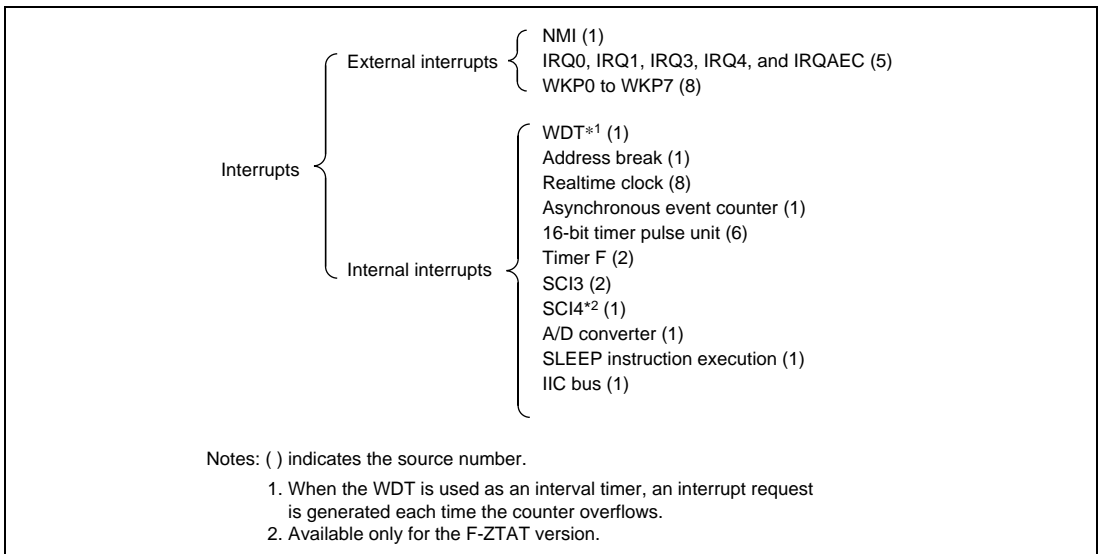 Interrupts
External interrupts
NMI (1)
IRQ0, IRQ1, IRQ3, IRQ4, and IRQAEC (5)
WKP0 to WKP7 (8)
Internal interrupts
WDT*1 (1)
Address break (1)
Realtime clock (8)
Asynchronous event counter (1)
16-bit timer pulse unit (6)
Timer F (2)
SCI3 (2)
SCI4*2 (1)
A/D converter (1)
SLEEP instruction execution (1)
IIC bus (1)
Notes: ( ) indicates the source number.
1. When the WDT is used as an interval timer, an interrupt request
is generated each time the counter overflows.
2. Available only for the F-ZTAT version.